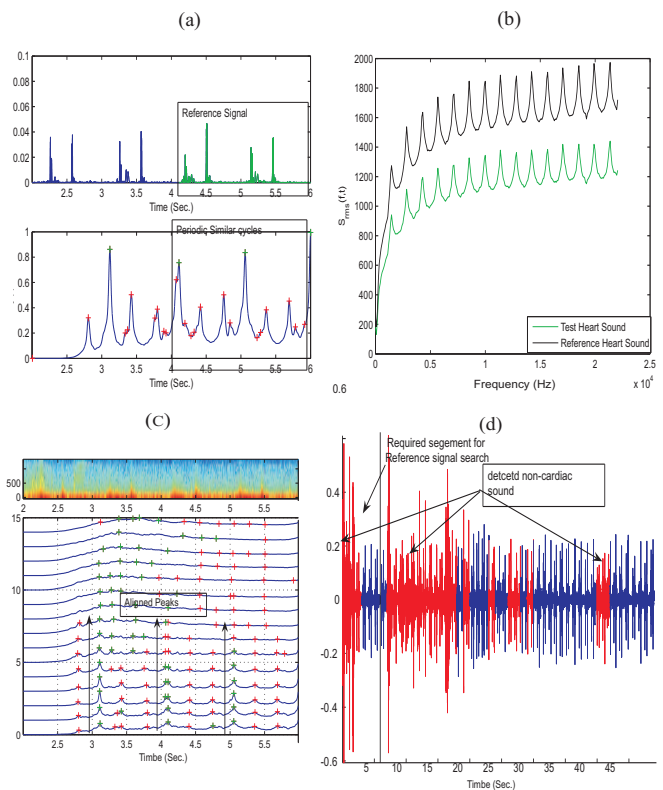 (a)
0.1
0.08
0.06
0.04
0.02
0
Reference Signal
2.5 3 3.5 4 4.5 5 5.5 6
Time (Sec.)
1
0.8
0.6
0.4
0.2
0
Periodic Similar cycles
2.5 3 3.5 4 4.5 5 5.5 6
Time (Sec.)
(b)
2000
1800
1600
1400
1200
1000
800
600
400
200
0
S rms (f,t)
Test Heart Sound
Reference Heart Sound
0 0.5 1 1.5 2 2.5
x 10⁴
Frequency (Hz)
0.6
(C)
500
0
2 2.5 3 3.5 4 4.5 5 5.5 6
15
10
5
0
Aligned Peaks
2.5 3 3.5 4 4.5 5 5.5 6
Timbe (Sec.)
(d)
Required segement for
Reference signal search
detcetd non-cardiac
sound
0.4
0.2
0
-0.2
-0.4
-0.6
5 10 15 20 25 30 35 40 45
Timbe (Sec.)